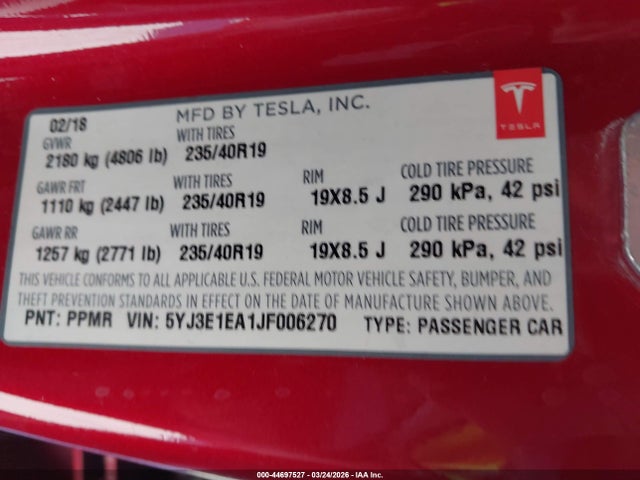 MFD BY TESLA, INC.
02/18
GVWR WITH TIRES
2180 kg (4806 lb) 235/40R19
TESLA
GAWR FRT WITH TIRES RIM COLD TIRE PRESSURE
1110 kg (2447 lb) 235/40R19 19X8.5 J 290 kPa, 42 psi
GAWR RR WITH TIRES RIM COLD TIRE PRESSURE
1257 kg (2771 lb) 235/40R19 19X8.5 J 290 kPa, 42 psi
THIS VEHICLE CONFORMS TO ALL APPLICABLE U.S. FEDERAL MOTOR VEHICLE SAFETY, BUMPER, AND
THEFT PREVENTION STANDARDS IN EFFECT ON THE DATE OF MANUFACTURE SHOWN ABOVE.
PNT: PPMR VIN: 5YJ3E1EA1JF006270 TYPE: PASSENGER CAR
000-44697527 — 03/24/2026 — IAA Inc.